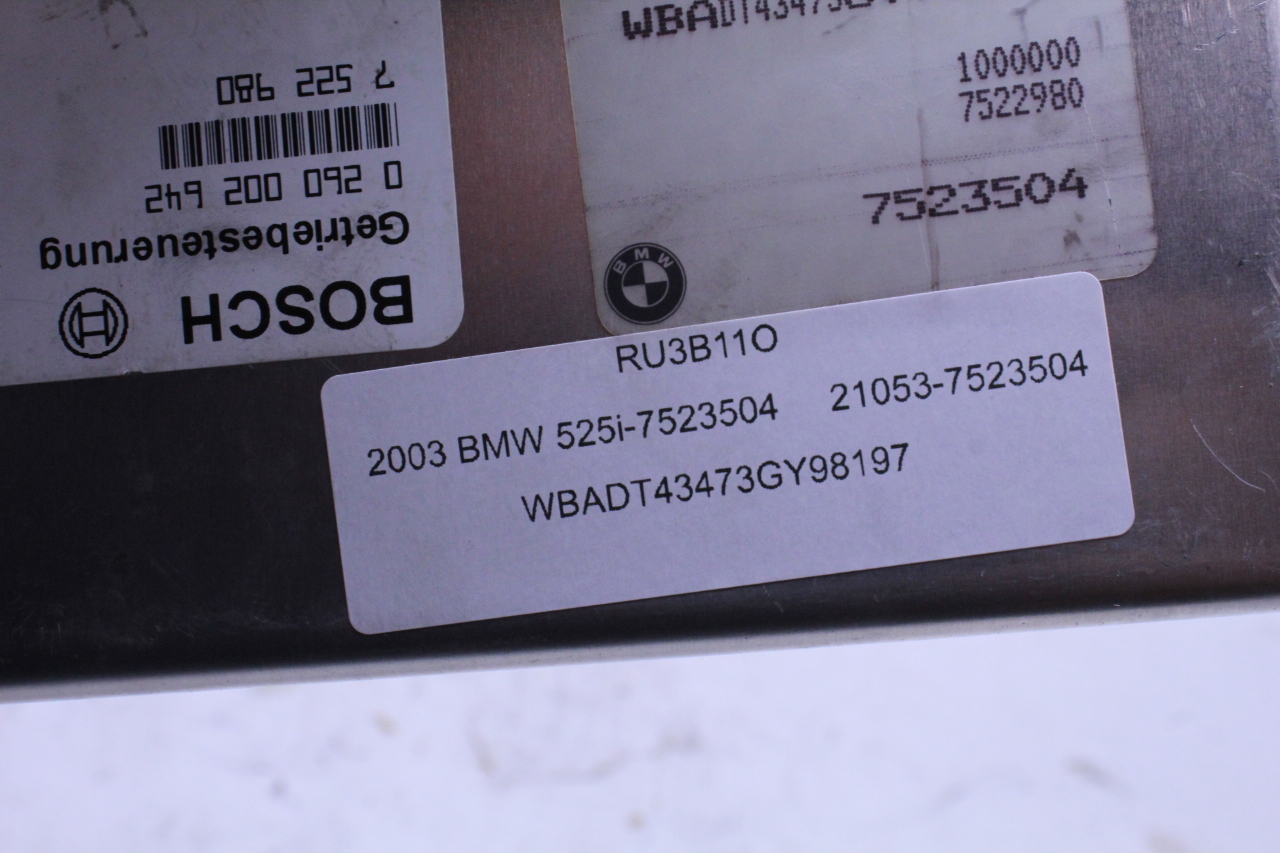 BOSCH
Getriebesteuerung
0 260 002 642
7 522 980
1000000
7522980
7523504
BMW
RU3B11O
2003 BMW 525i-7523504 21053-7523504
WBADT43473GY98197